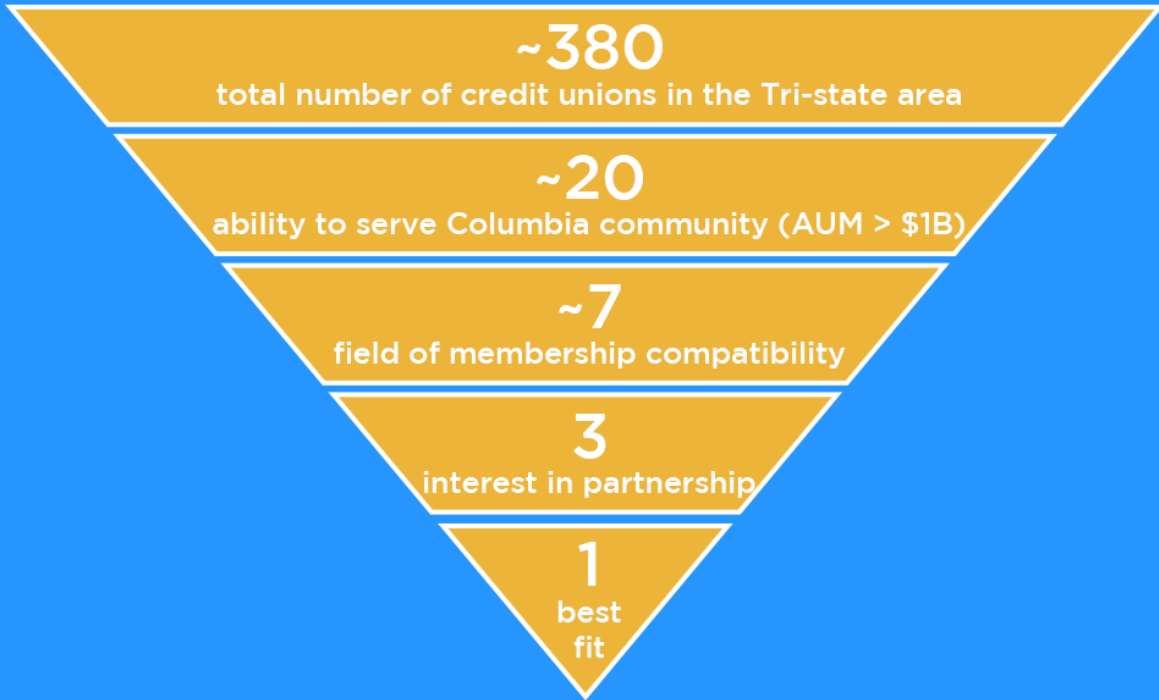 ~380
total number of credit unions in the Tri-state area
~20
ability to serve Columbia community (AUM > $1B)
~7
field of membership compatibility
3
interest in partnership
1
best
fit